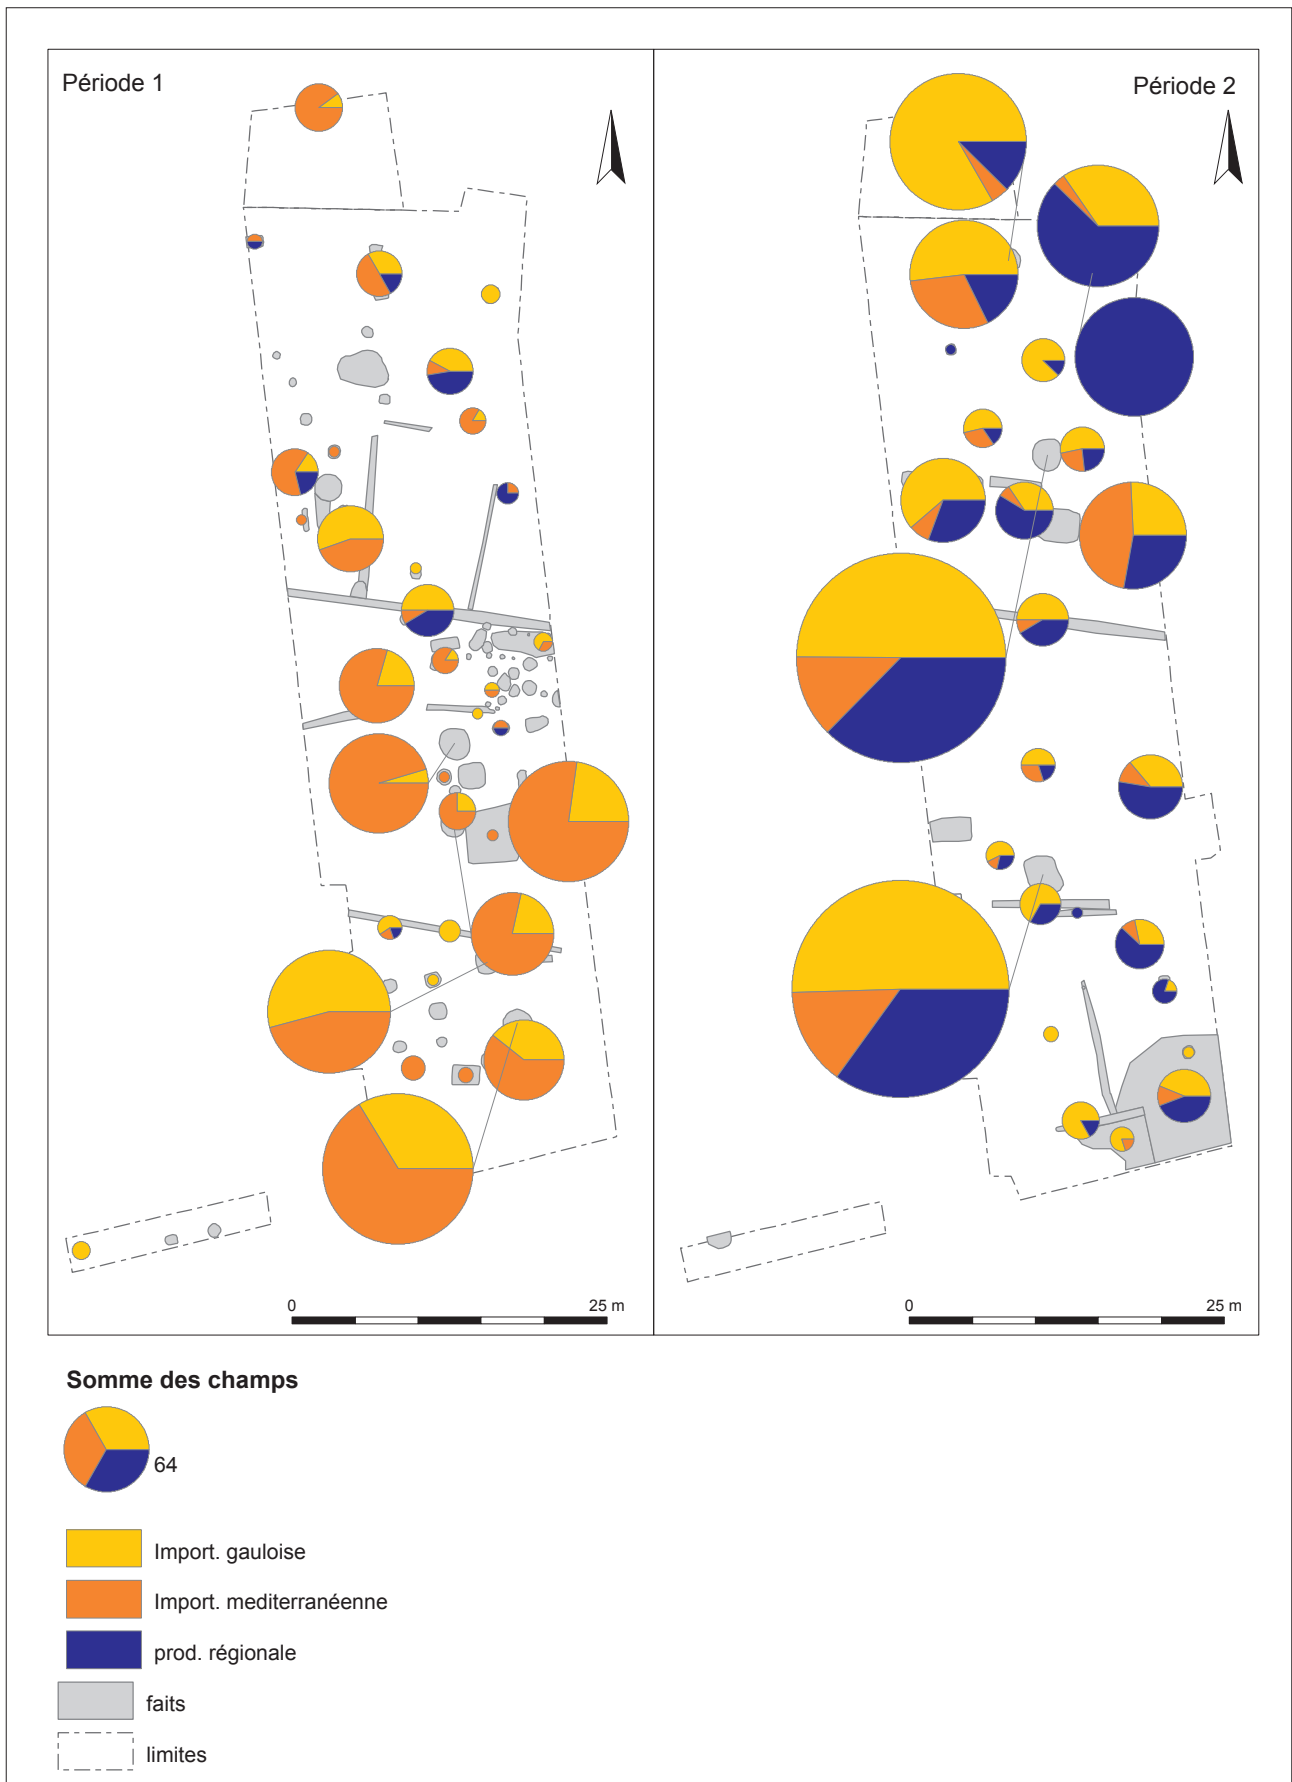 Période 1
Période 2
0 25 m
0 25 m
Somme des champs
64
Import. gauloise
Import. mediterranéenne
prod. régionale
faits
limites